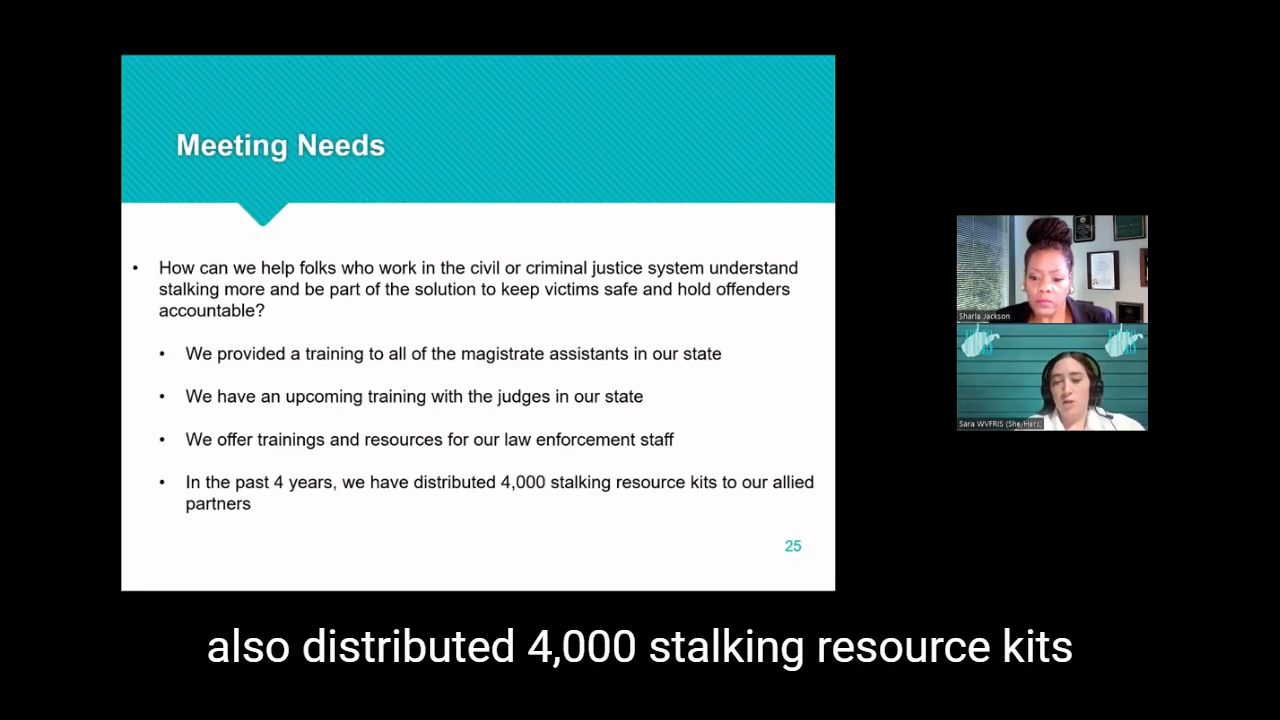 Meeting Needs
• How can we help folks who work in the civil or criminal justice system understand
stalking more and be part of the solution to keep victims safe and hold offenders
accountable?
• We provided a training to all of the magistrate assistants in our state
• We have an upcoming training with the judges in our state
• We offer trainings and resources for our law enforcement staff
• In the past 4 years, we have distributed 4,000 stalking resource kits to our allied
partners
25
Sharla Jackson
Sara WVFRIS (She/Hers)
also distributed 4,000 stalking resource kits